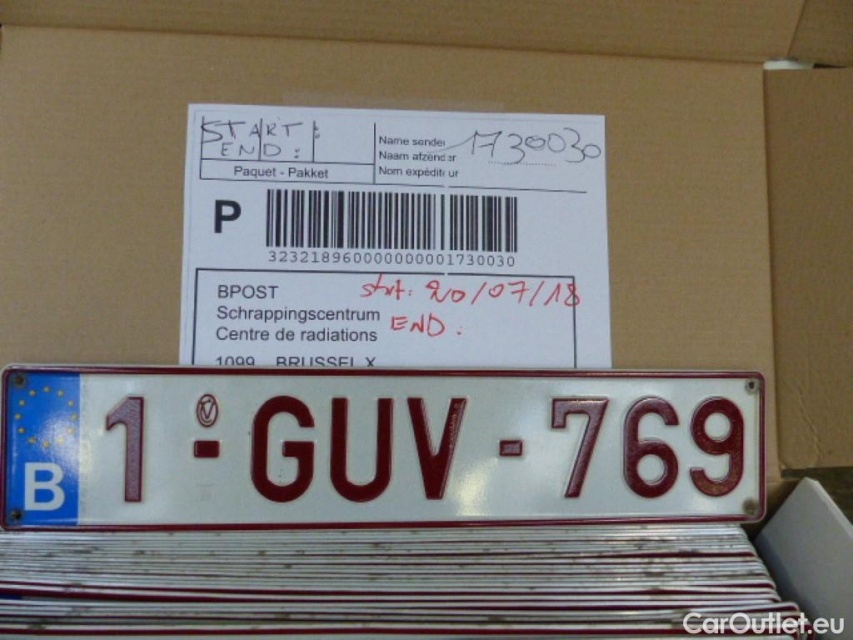 START :
END :
Name sender
Naam afzender
Nom expéditeur
1730030
Paquet - Pakket
P
323218960000000001730030
BPOST
Schrappingscentrum
Centre de radiations
1099 BRUSSEL X
start: 20/07/18
END.
B 1-GUV-769
CarOutlet.eu